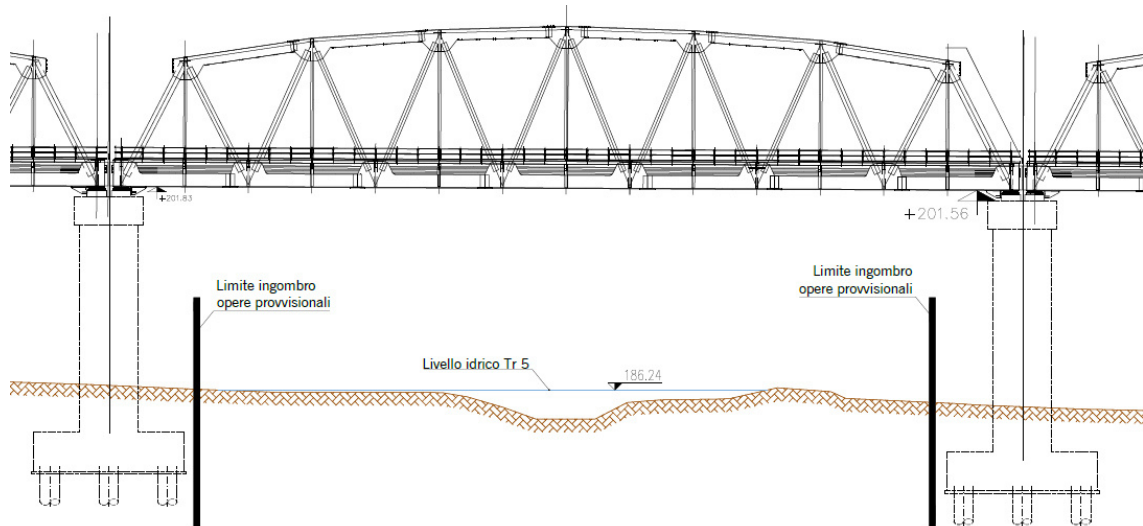 +201.83
+201.56
Limite ingombro
opere provvisionali
Limite ingombro
opere provvisionali
Livello idrico Tr 5
186.24